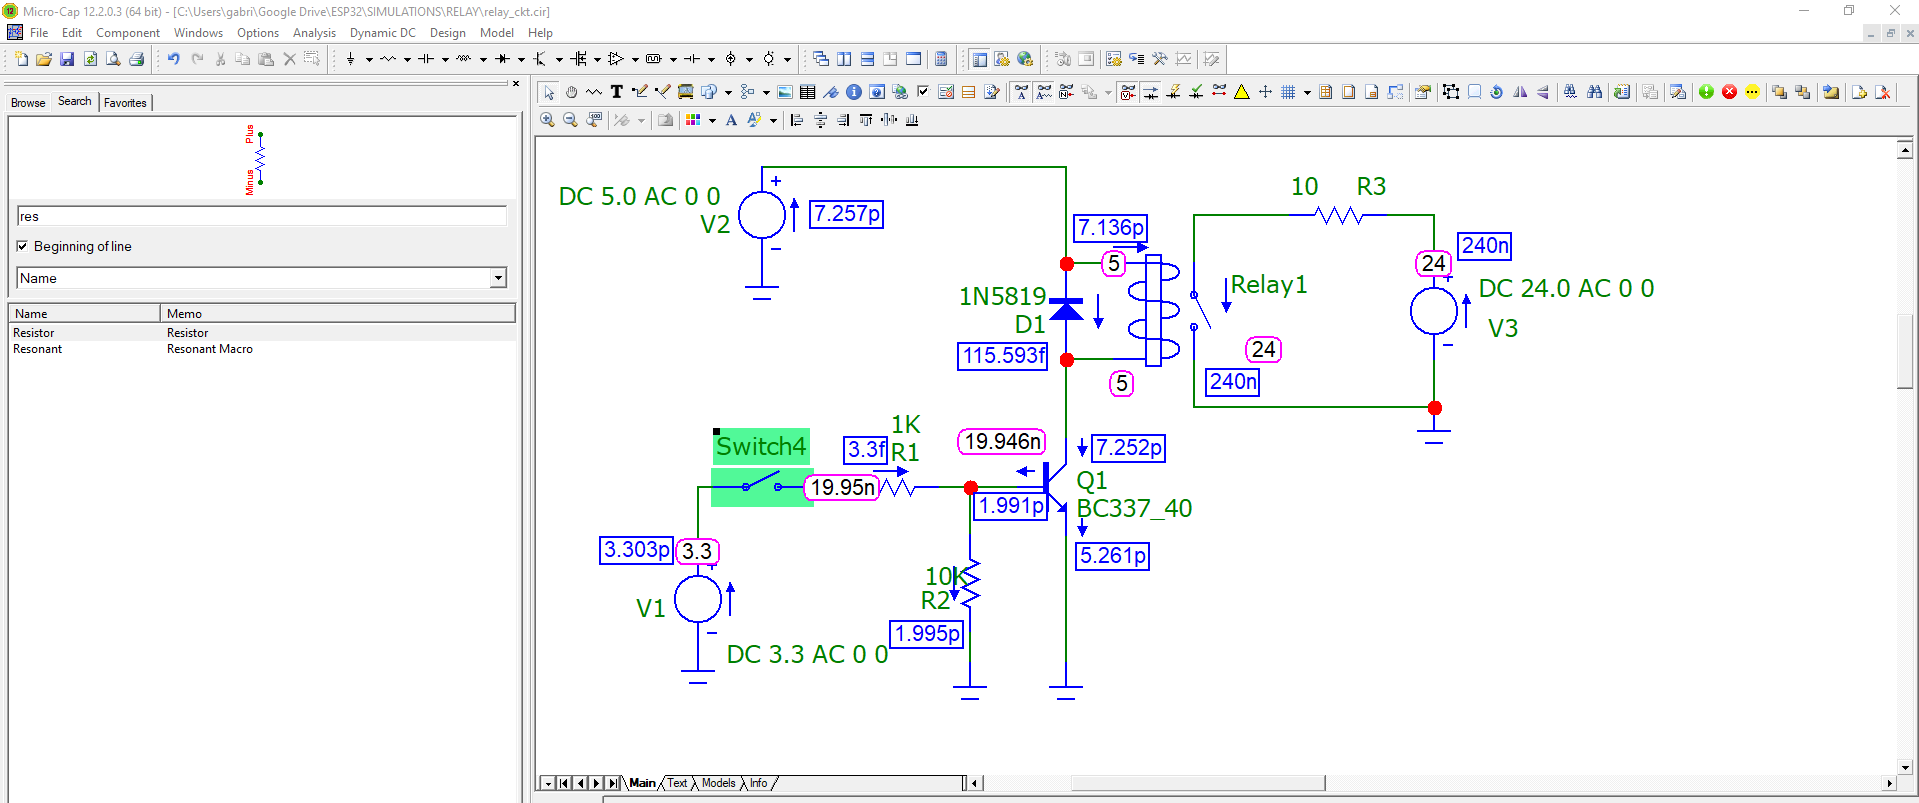 Micro-Cap 12.2.0.3 (64 bit) - [C:\Users\gabri\Google Drive\ESP32\SIMULATIONS\RELAY\relay_ckt.cir]
File Edit Component Windows Options Analysis Dynamic DC Design Model Help
Browse Search Favorites
Plus
Minus
res
Beginning of line
Name
Name Memo
Resistor Resistor
Resonant Resonant Macro
DC 5.0 AC 0 0
V2
7.257p
7.136p
5
1N5819
D1
115.593f
5
10 R3
240n
24
Relay1
DC 24.0 AC 0 0
V3
24
240n
Switch4
3.3f
1K
R1
19.946n
7.252p
19.95n
Q1
1.991p
BC337_40
3.303p
3.3
5.261p
V1
10K
R2
1.995p
DC 3.3 AC 0 0
Main Text Models Info